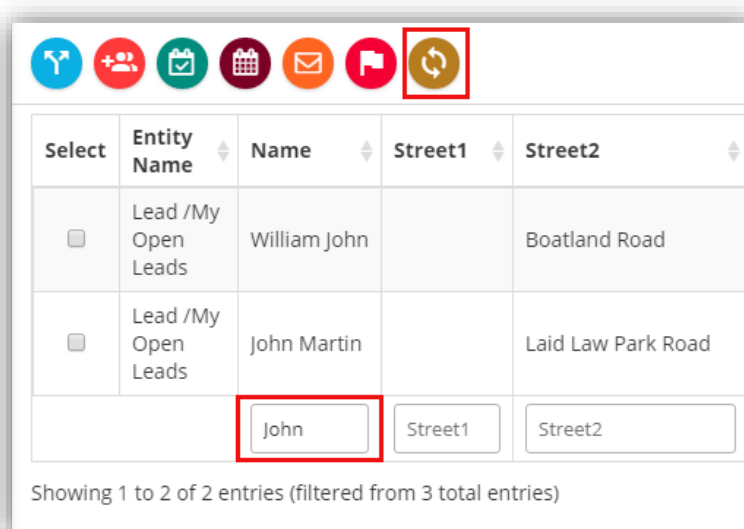 Select Entity Name Name Street1 Street2
Lead /My Open Leads William John Boatland Road
Lead /My Open Leads John Martin Laid Law Park Road
John Street1 Street2
Showing 1 to 2 of 2 entries (filtered from 3 total entries)